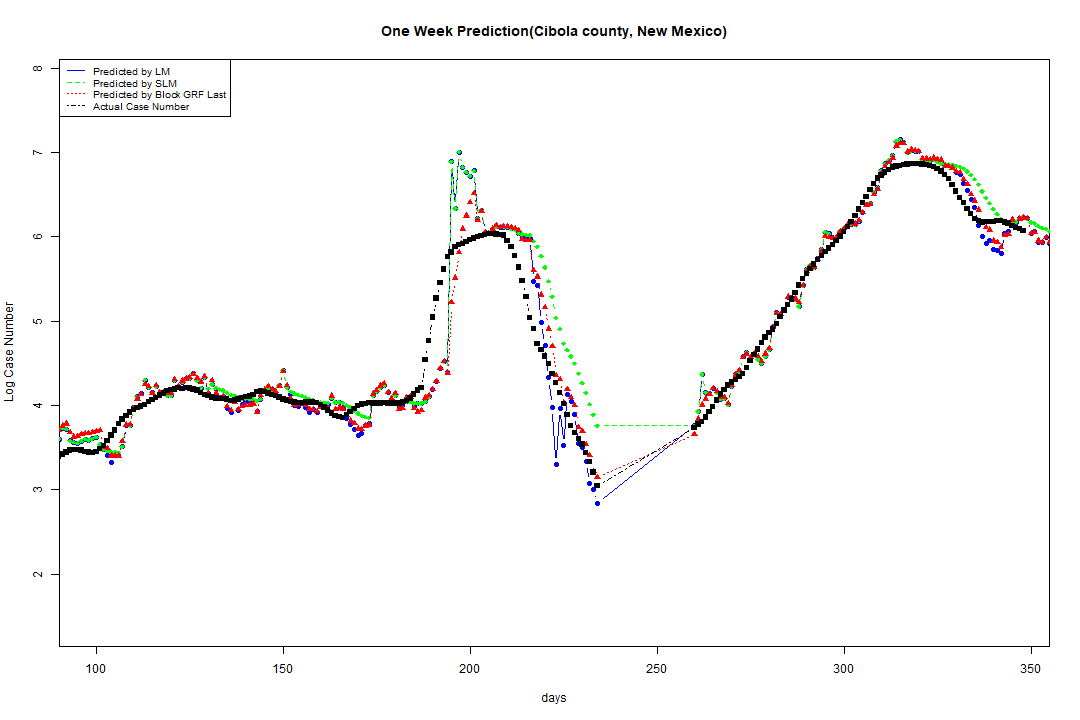 One Week Prediction(Cibola county, New Mexico)
Predicted by LM
Predicted by SLM
Predicted by Block GRF Last
Actual Case Number
8
7
6
5
4
3
2
Log Case Number
100 150 200 250 300 350
days